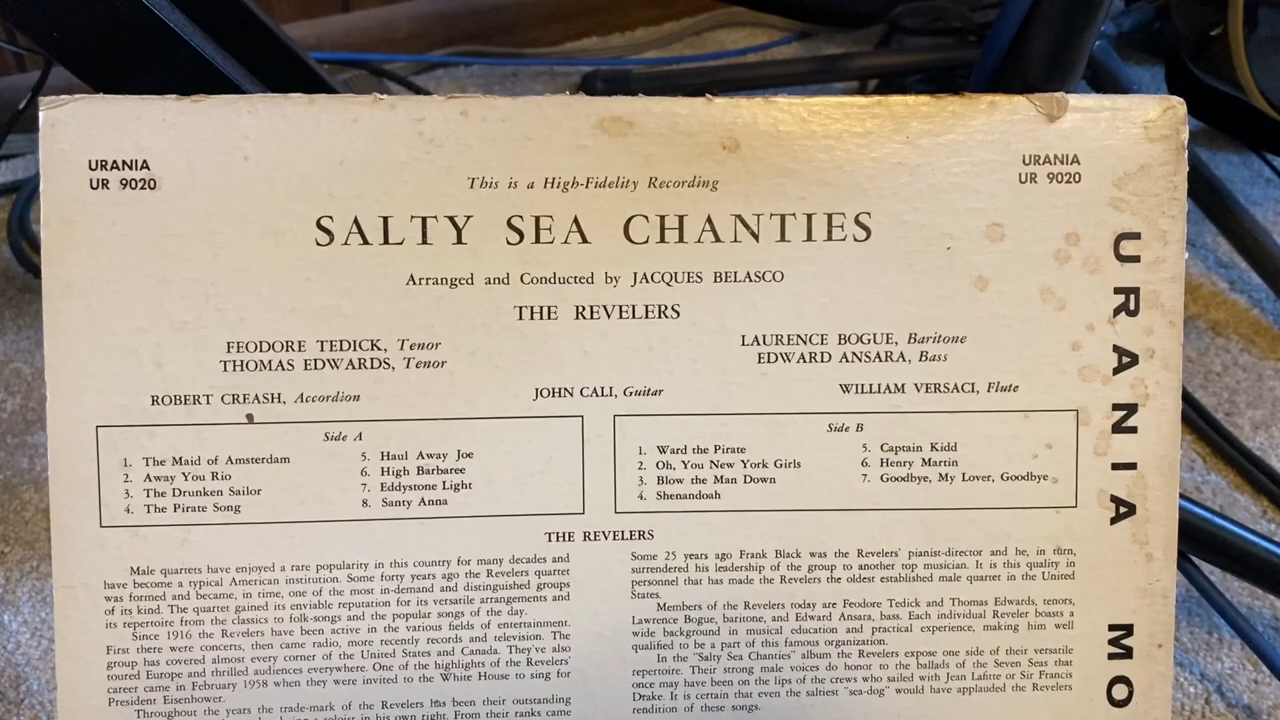 URANIA
UR 9020
URANIA
UR 9020
This is a High-Fidelity Recording
SALTY SEA CHANTIES
Arranged and Conducted by JACQUES BELASCO
THE REVELERS
FEODORE TEDICK, Tenor
THOMAS EDWARDS, Tenor
LAURENCE BOGUE, Baritone
EDWARD ANSARA, Bass
ROBERT CREASH, Accordion
JOHN CALI, Guitar
WILLIAM VERSACI, Flute
Side A
1. The Maid of Amsterdam
2. Away You Rio
3. The Drunken Sailor
4. The Pirate Song
5. Haul Away Joe
6. High Barbaree
7. Eddystone Light
8. Santy Anna
Side B
1. Ward the Pirate
2. Oh, You New York Girls
3. Blow the Man Down
4. Shenandoah
5. Captain Kidd
6. Henry Martin
7. Goodbye, My Lover, Goodbye
THE REVELERS
Male quartets have enjoyed a rare popularity in this country for many decades and
have become a typical American institution. Some forty years ago the Revelers quartet
was formed and became, in time, one of the most in-demand and distinguished groups
of its kind. The quartet gained its enviable reputation for its versatile arrangements and
its repertoire from the classics to folk-songs and the popular songs of the day.
Since 1916 the Revelers have been active in the various fields of entertainment.
First there were concerts, then came radio, more recently records and television. The
group has covered almost every corner of the United States and Canada. They've also
toured Europe and thrilled audiences everywhere. One of the highlights of the Revelers'
career came in February 1958 when they were invited to the White House to sing for
President Eisenhower.
Throughout the years the trade-mark of the Revelers has been their outstanding
soloist in his own right. From their ranks came
Some 25 years ago Frank Black was the Revelers' pianist-director and he, in turn,
surrendered his leadership of the group to another top musician. It is this quality in
personnel that has made the Revelers the oldest established male quartet in the United
States.
Members of the Revelers today are Feodore Tedick and Thomas Edwards, tenors,
Lawrence Bogue, baritone, and Edward Ansara, bass. Each individual Reveler boasts a
wide background in musical education and practical experience, making him well
qualified to be a part of this famous organization.
In the "Salty Sea Chanties" album the Revelers expose one side of their versatile
repertoire. Their strong male voices do honor to the ballads of the Seven Seas that
once may have been on the lips of the crews who sailed with Jean Lafitte or Sir Francis
Drake. It is certain that even the saltiest "sea-dog" would have applauded the Revelers
rendition of these songs.
URANIA MO